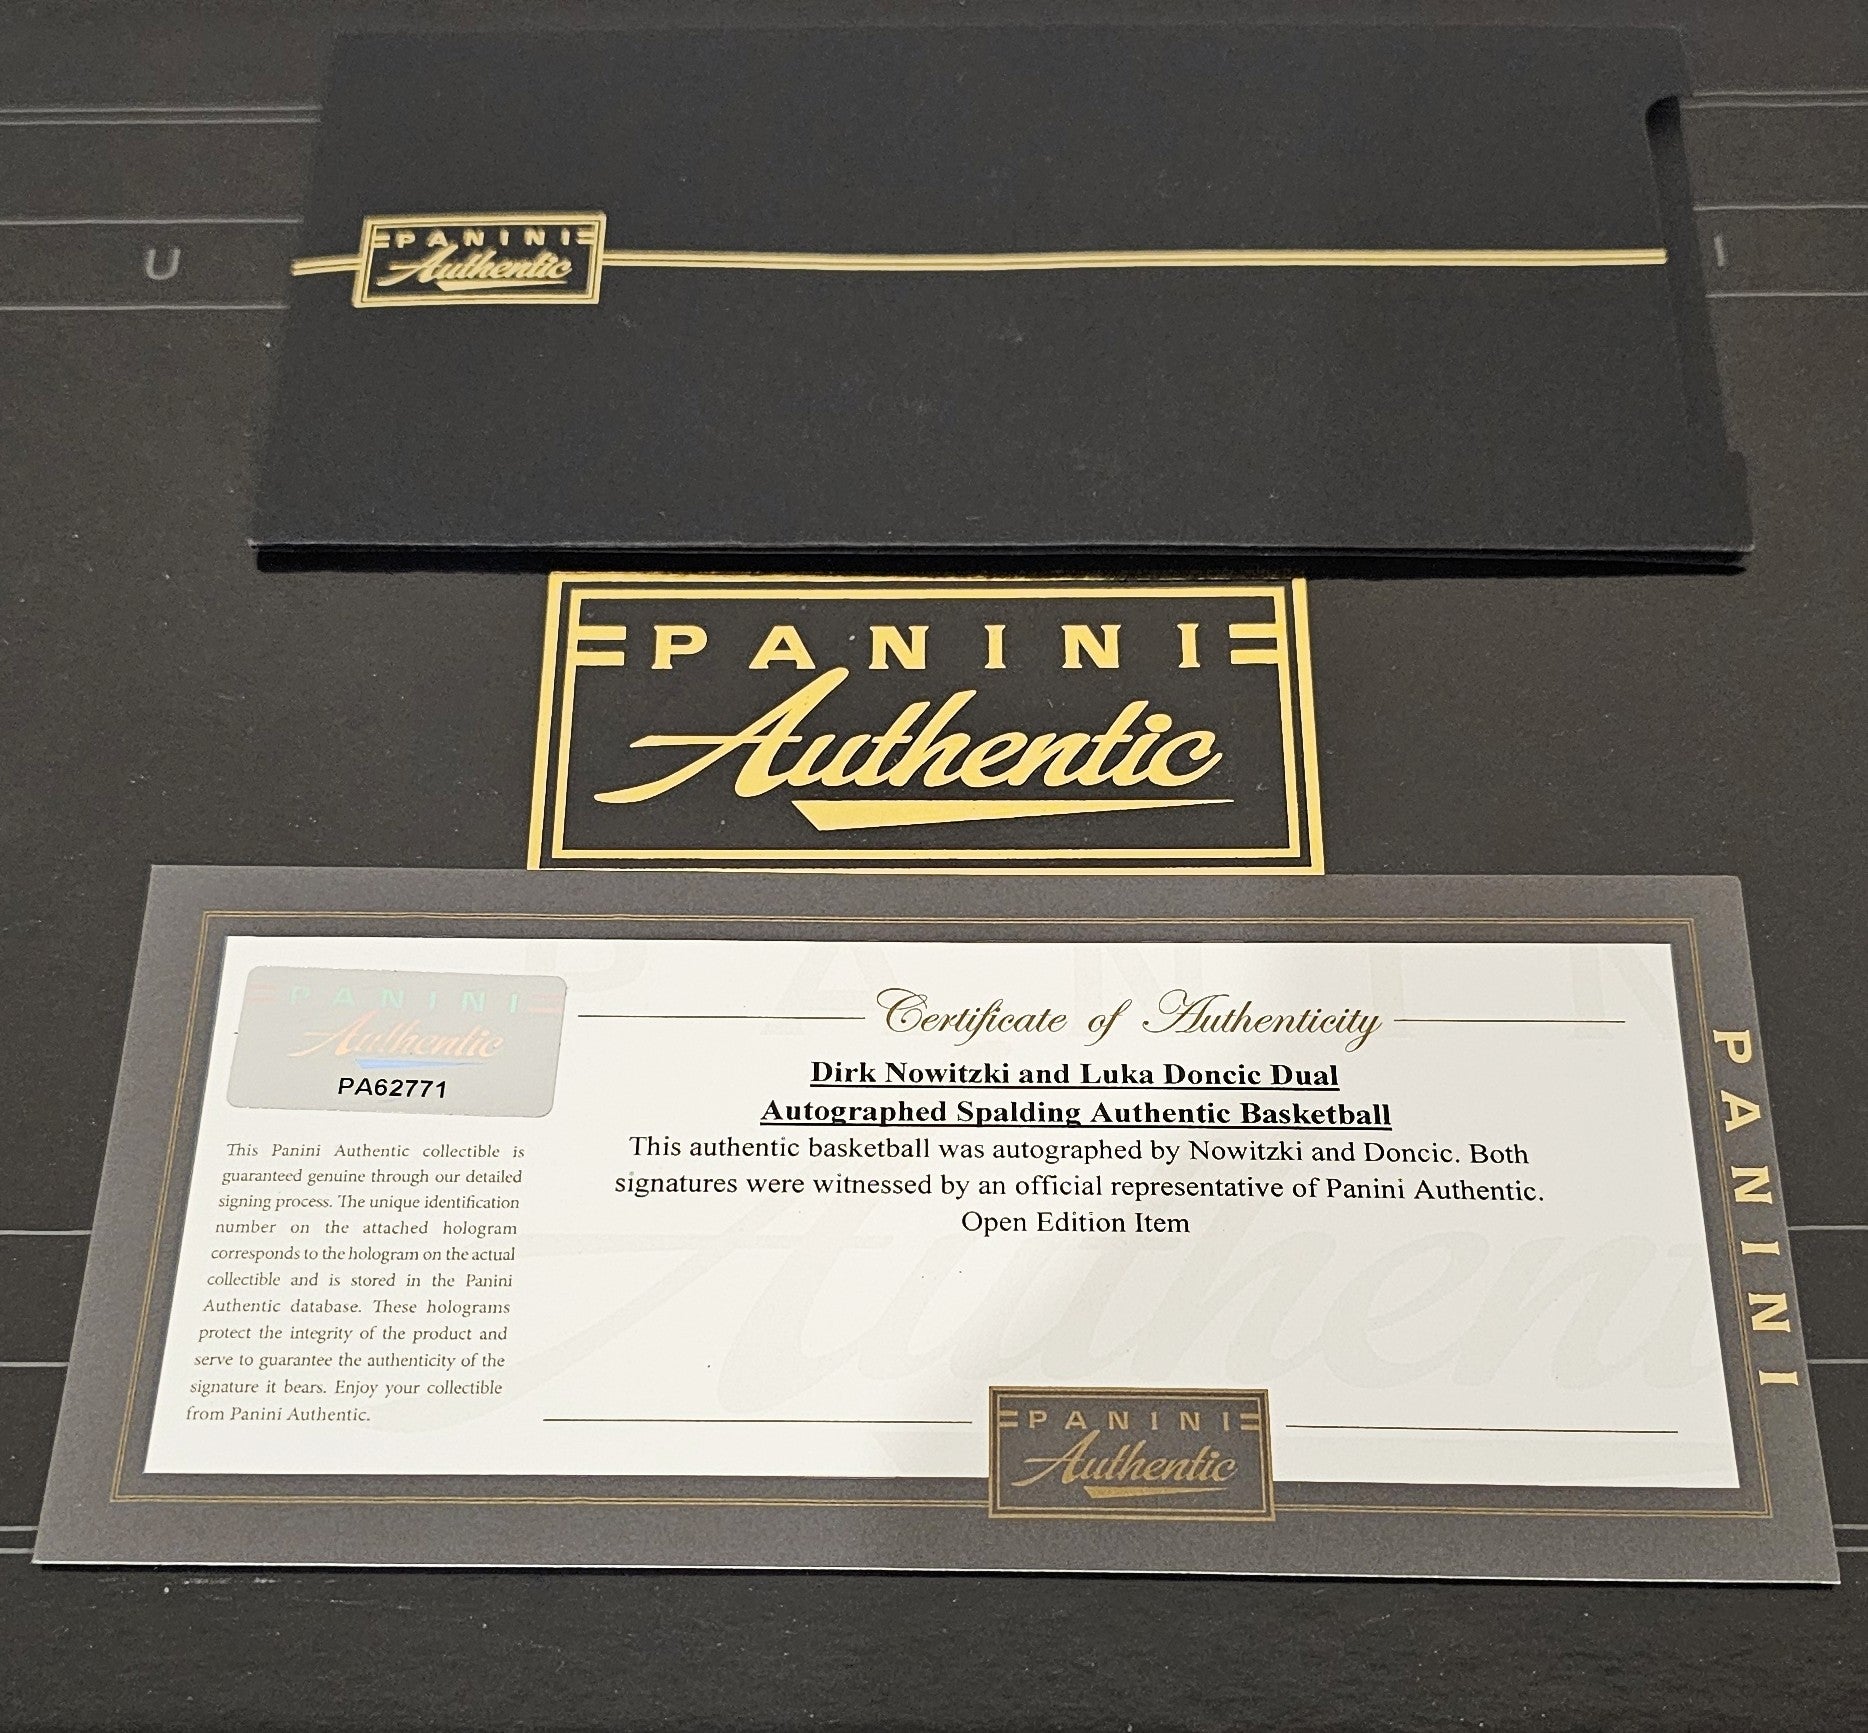 PANINI
Authentic
U
I
PANINI
Authentic
PANINI
Authentic
PA62771
Certificate of Authenticity
Dirk Nowitzki and Luka Doncic Dual
Autographed Spalding Authentic Basketball
This authentic basketball was autographed by Nowitzki and Doncic. Both
signatures were witnessed by an official representative of Panini Authentic.
Open Edition Item
This Panini Authentic collectible is
guaranteed genuine through our detailed
signing process. The unique identification
number on the attached hologram
corresponds to the hologram on the actual
collectible and is stored in the Panini
Authentic database. These holograms
protect the integrity of the product and
serve to guarantee the authenticity of the
signature it bears. Enjoy your collectible
from Panini Authentic.
PANINI
Authentic
PANINI
PANIN
Authent